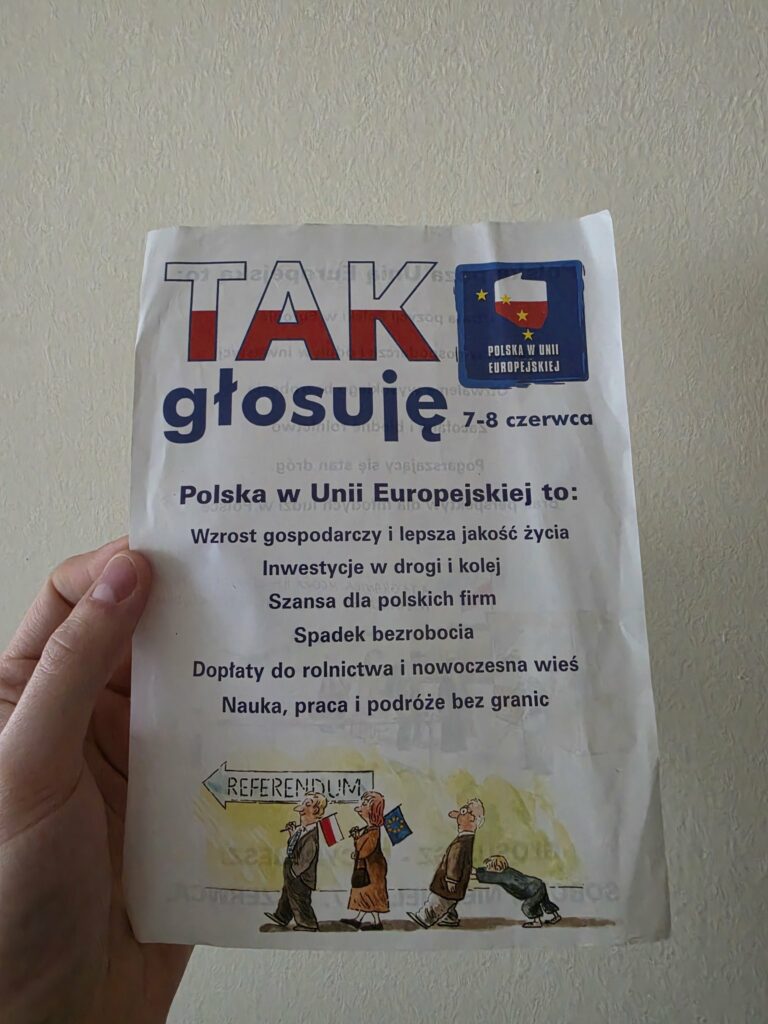 TAK
POLSKA W UNII
EUROPEJSKIEJ
głosuję 7-8 czerwca
Polska w Unii Europejskiej to:
Wzrost gospodarczy i lepsza jakość życia
Inwestycje w drogi i kolej
Szansa dla polskich firm
Spadek bezrobocia
Dopłaty do rolnictwa i nowoczesna wieś
Nauka, praca i podróże bez granic
REFERENDUM